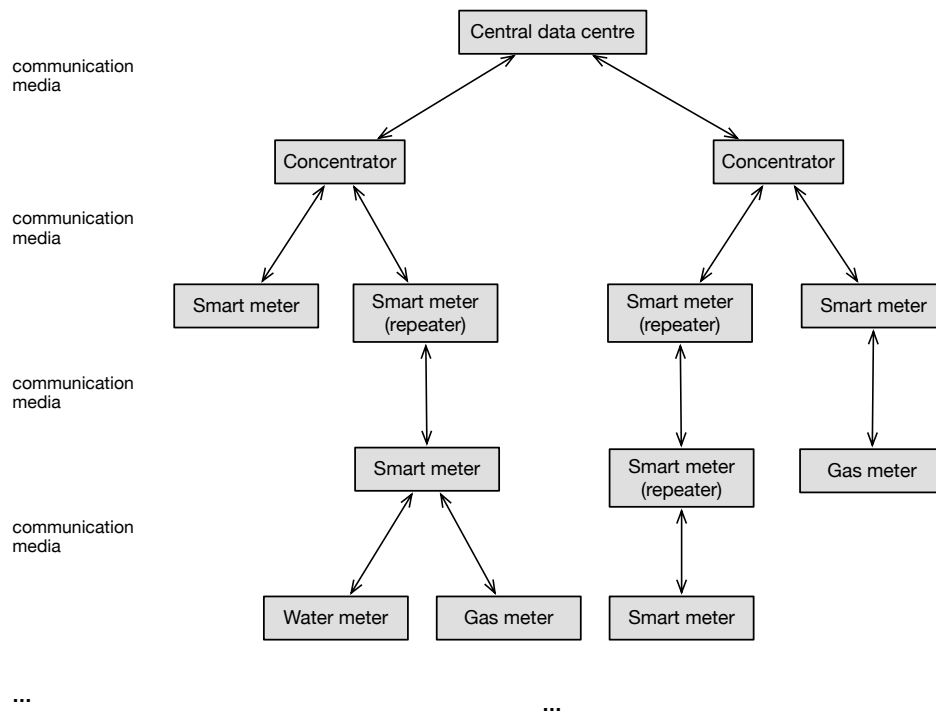 Central data centre
communication
media
Concentrator
Concentrator
communication
media
Smart meter
Smart meter
(repeater)
Smart meter
(repeater)
Smart meter
communication
media
Smart meter
Smart meter
(repeater)
Gas meter
communication
media
Water meter
Gas meter
Smart meter
...
...